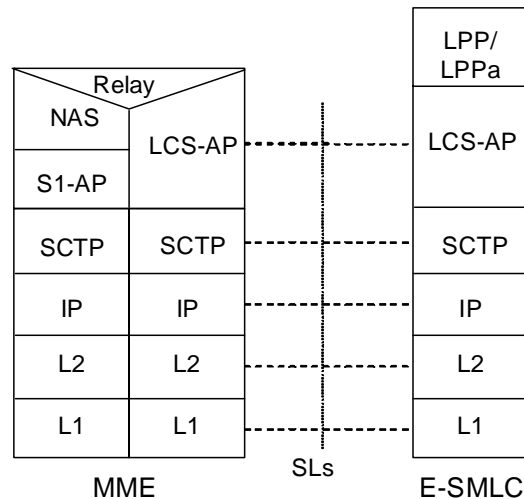 LPP/
LPPa
Relay
NAS
LCS-AP
LCS-AP
S1-AP
SCTP
SCTP
SCTP
IP
IP
IP
L2
L2
L2
L1
L1
L1
SLs
MME
E-SMLC